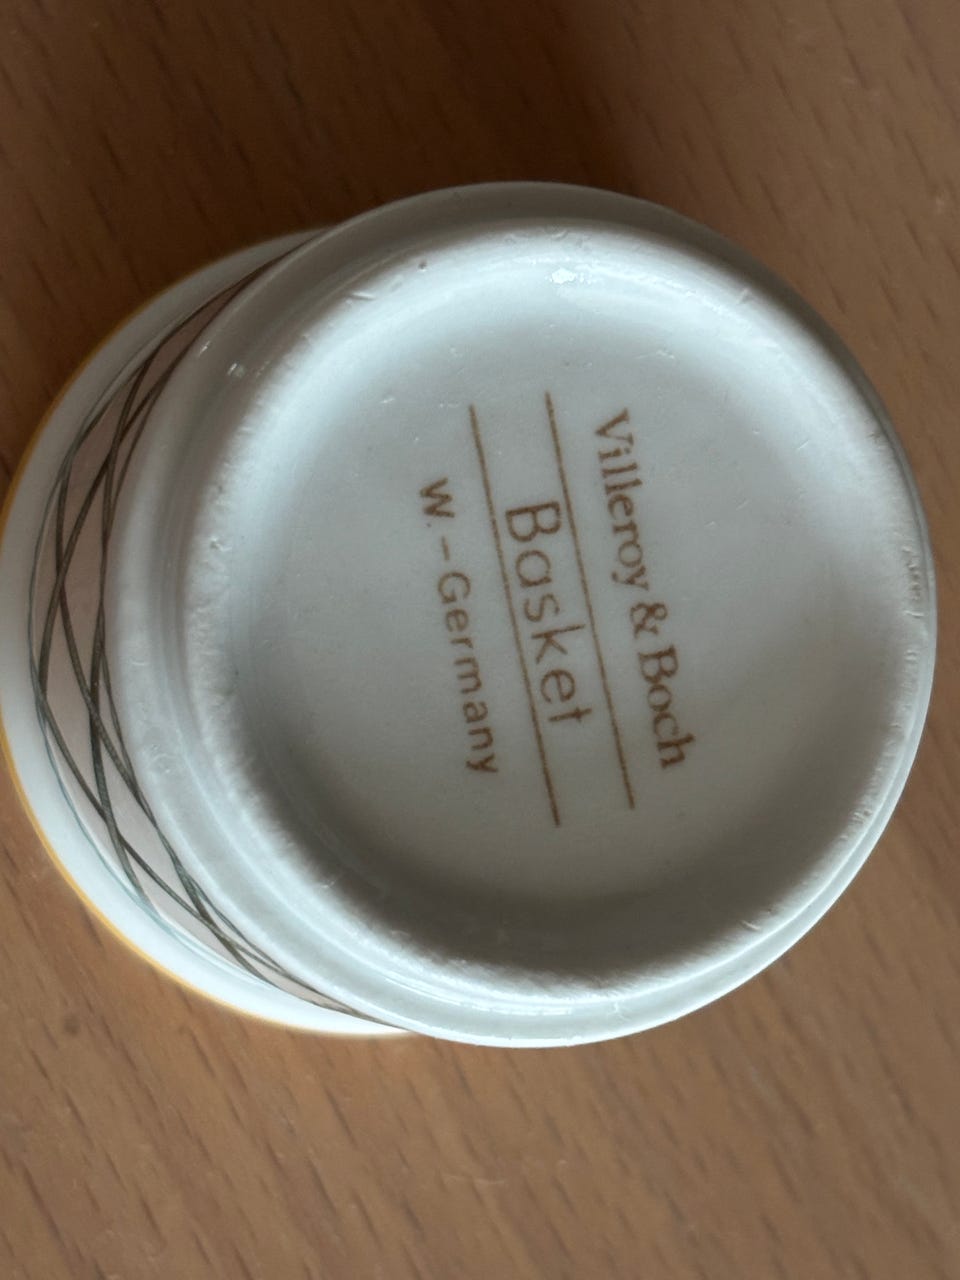 Villeroy & Boch
Basket
W.-Germany